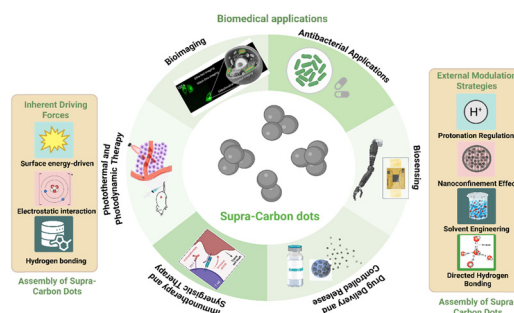 Biomedical applications
Bioimaging
Antibacterial Applications
Biosensing
Drug Delivery and
Controlled Release
Immunotherapy and
Synergistic Therapy
Photothermal and
Photodynamic Therapy
Supra-Carbon dots
Inherent Driving
Forces
Surface energy-driven
Electrostatic interaction
Hydrogen bonding
Assembly of Supra-
Carbon Dots
External Modulation
Strategies
H+
Protonation Regulation
Nanoconfinement Effec
Solvent Engineering
Directed Hydrogen
Bonding
Assembly of Supra-
Carbon Dots